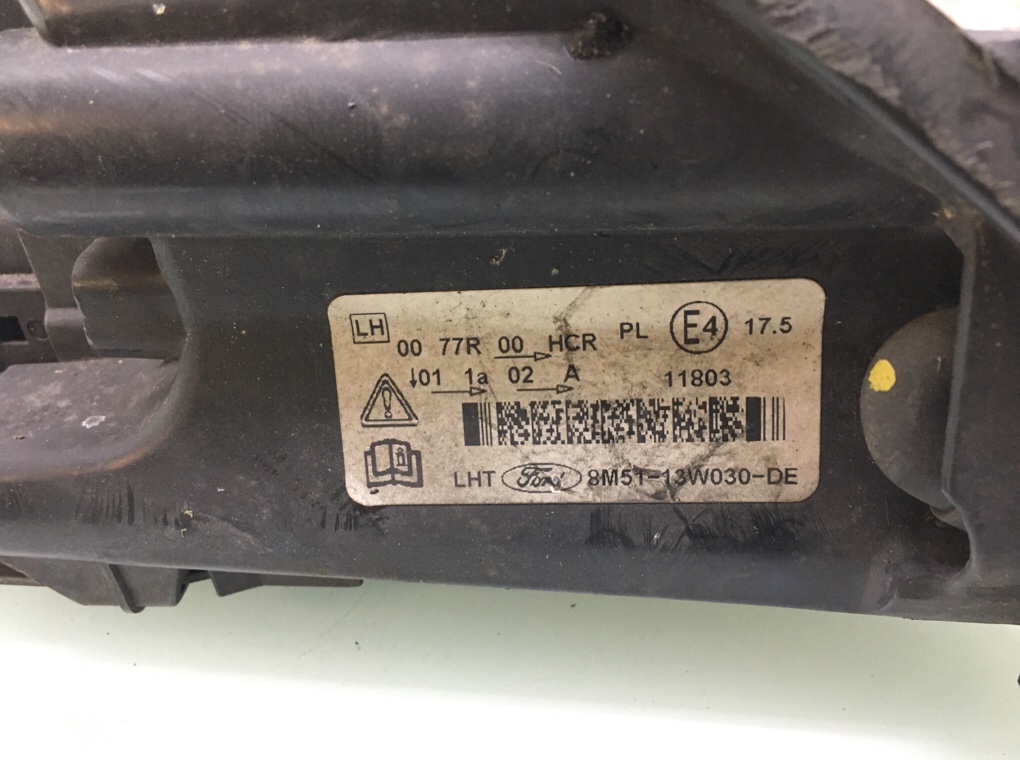 LH 00 77R 00 HCR PL E4 17.5
↓01 1a 02 A 11803
LHT Ford 8M51-13W030-DE